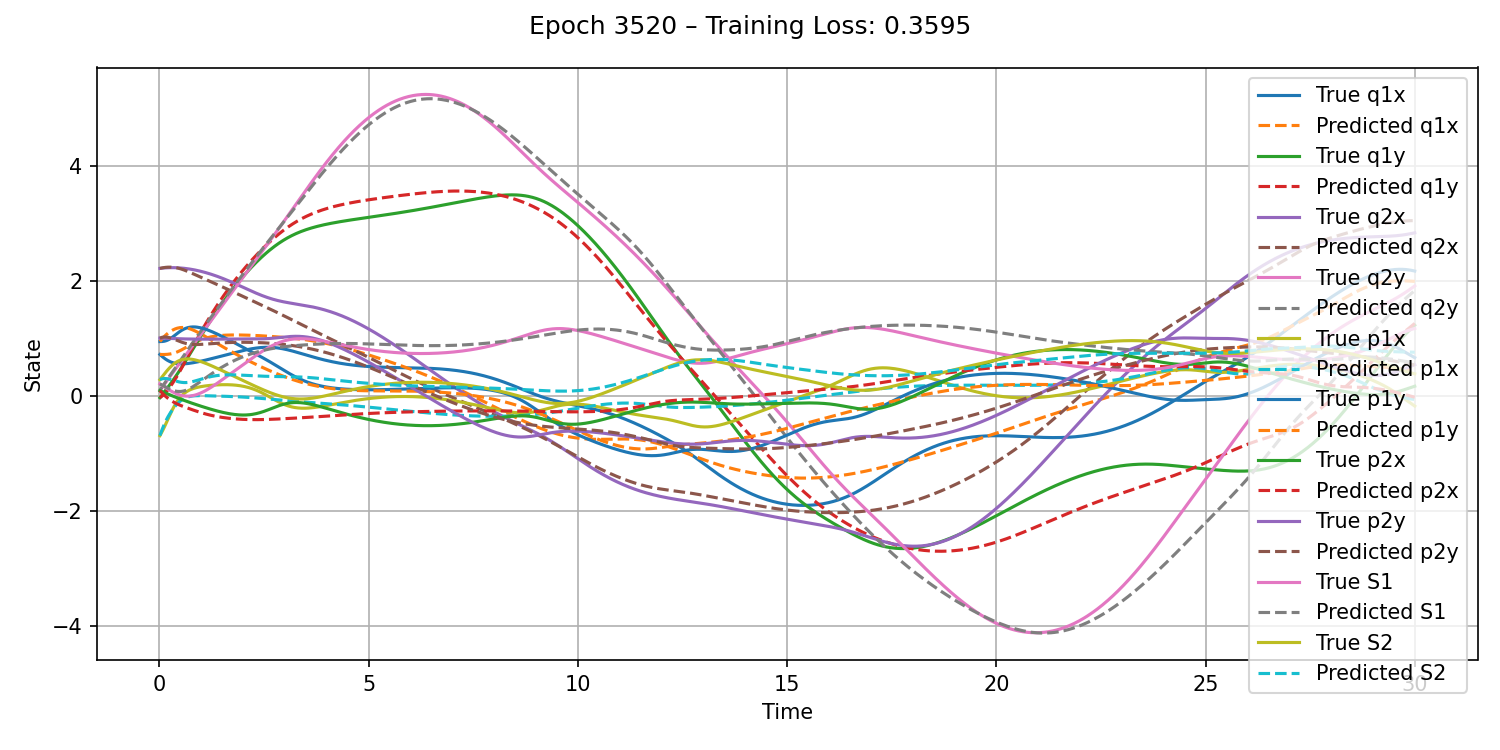 Epoch 3520 – Training Loss: 0.3595
State
4
2
0
−2
−4
0
5
10
15
20
25
30
Time
True q1x
Predicted q1x
True q1y
Predicted q1y
True q2x
Predicted q2x
True q2y
Predicted q2y
True p1x
Predicted p1x
True p1y
Predicted p1y
True p2x
Predicted p2x
True p2y
Predicted p2y
True S1
Predicted S1
True S2
Predicted S2